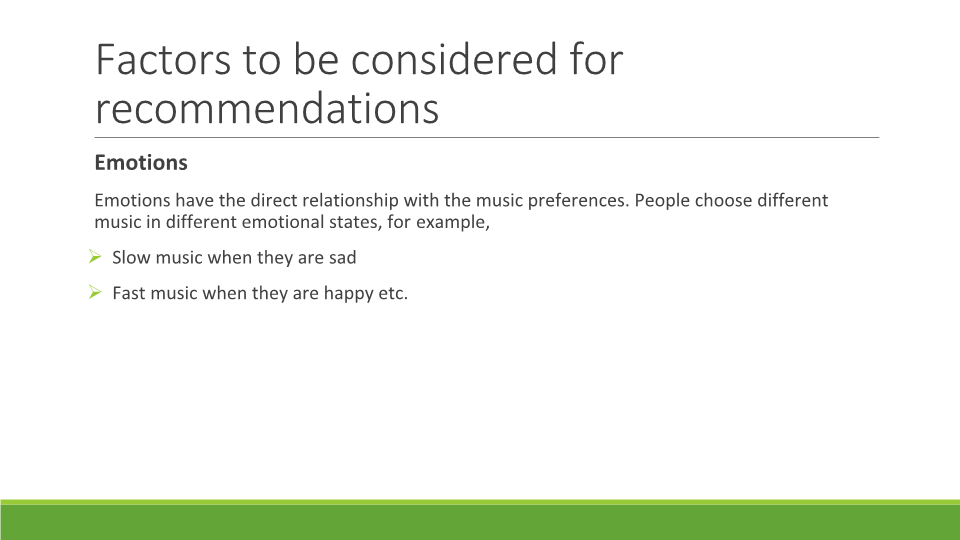 Factors to be considered for
recommendations
Emotions
Emotions have the direct relationship with the music preferences. People choose different
music in different emotional states, for example,
➢ Slow music when they are sad
➢ Fast music when they are happy etc.